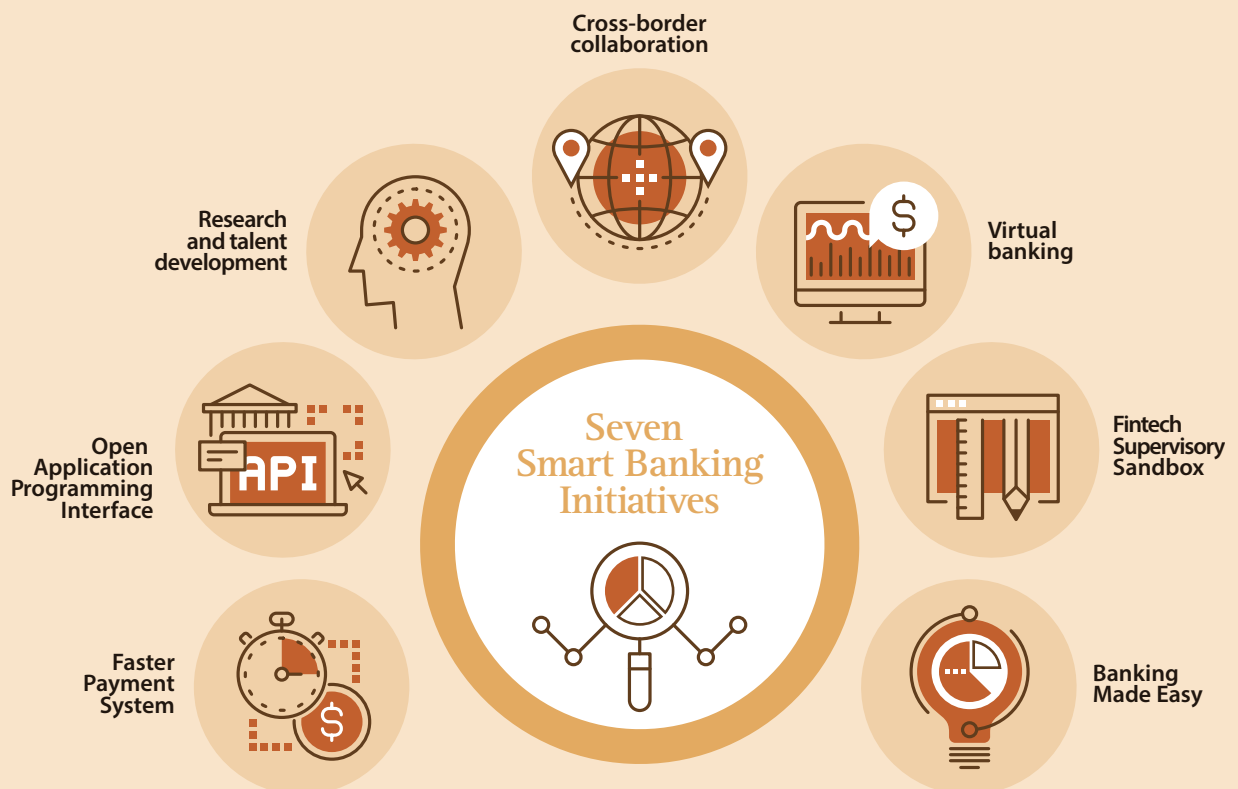 Cross-border
collaboration
Research
and talent
development
Virtual
banking
Open
Application
Programming
Interface
API
Fintech
Supervisory
Sandbox
Seven
Smart Banking
Initiatives
Faster
Payment
System
$
Banking
Made Easy
$